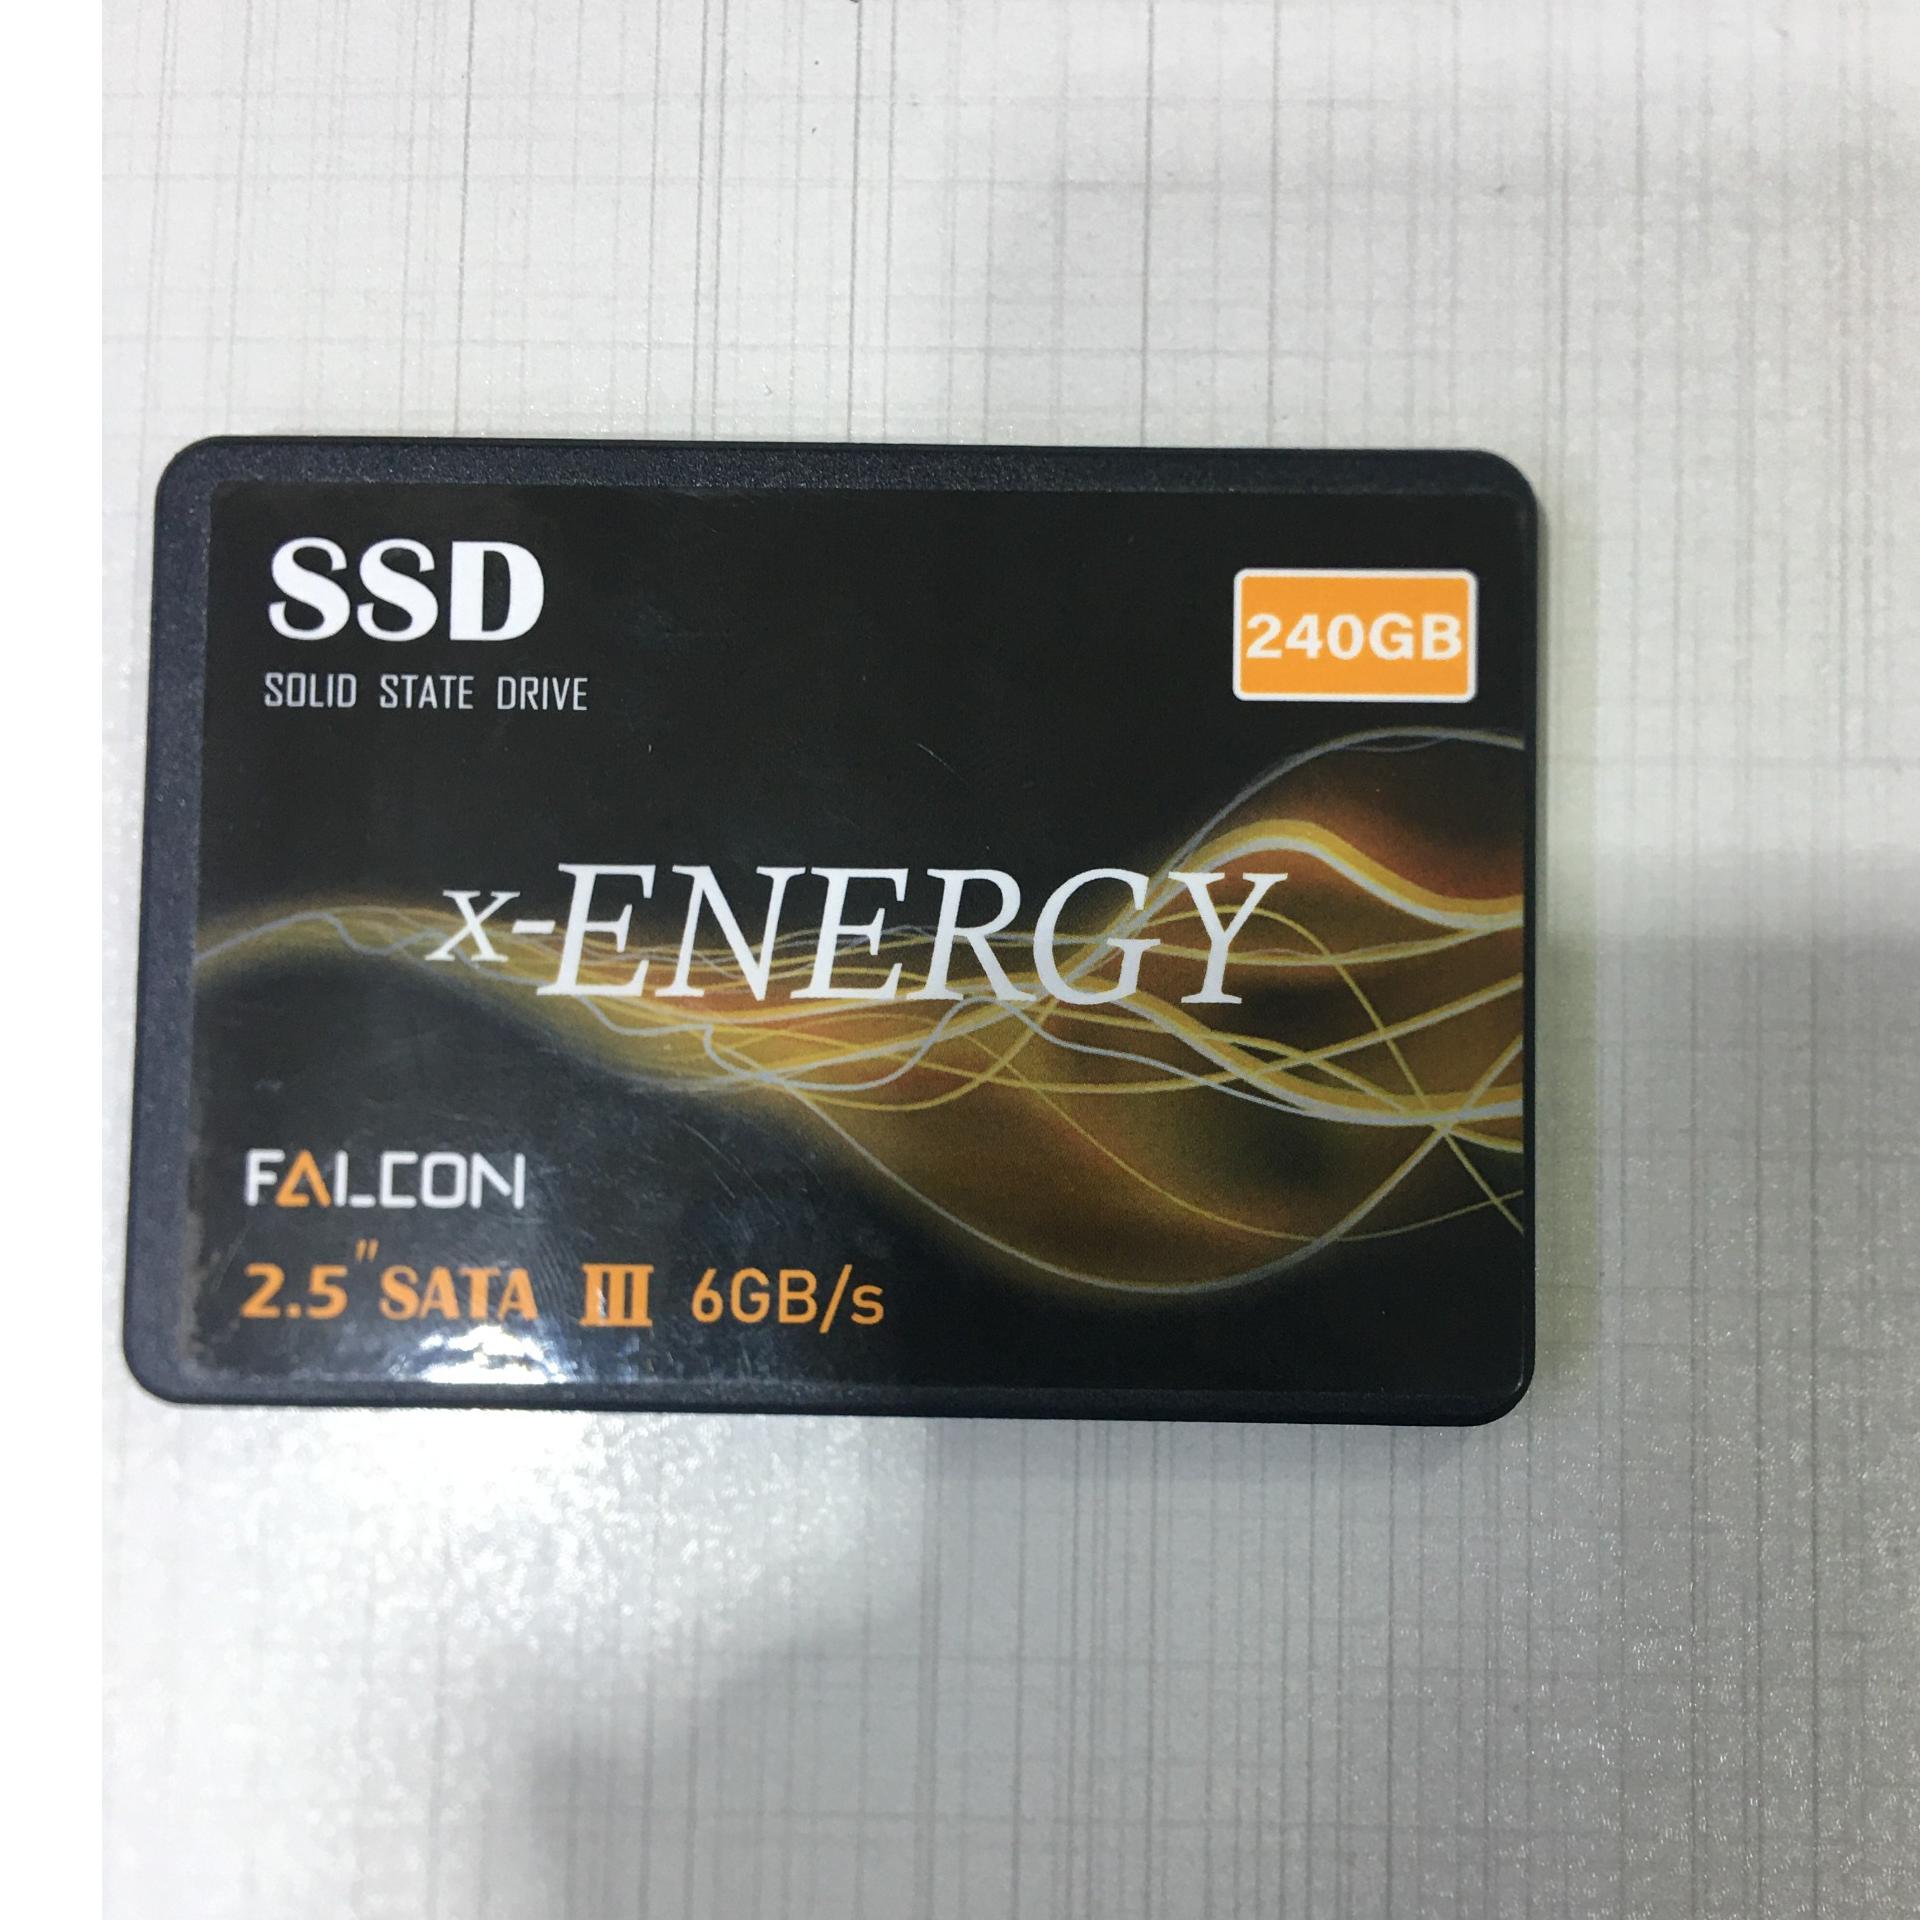 SSD
SOLID STATE DRIVE
240GB
x-ENERGY
FALCON
2.5" SATA III 6GB/s